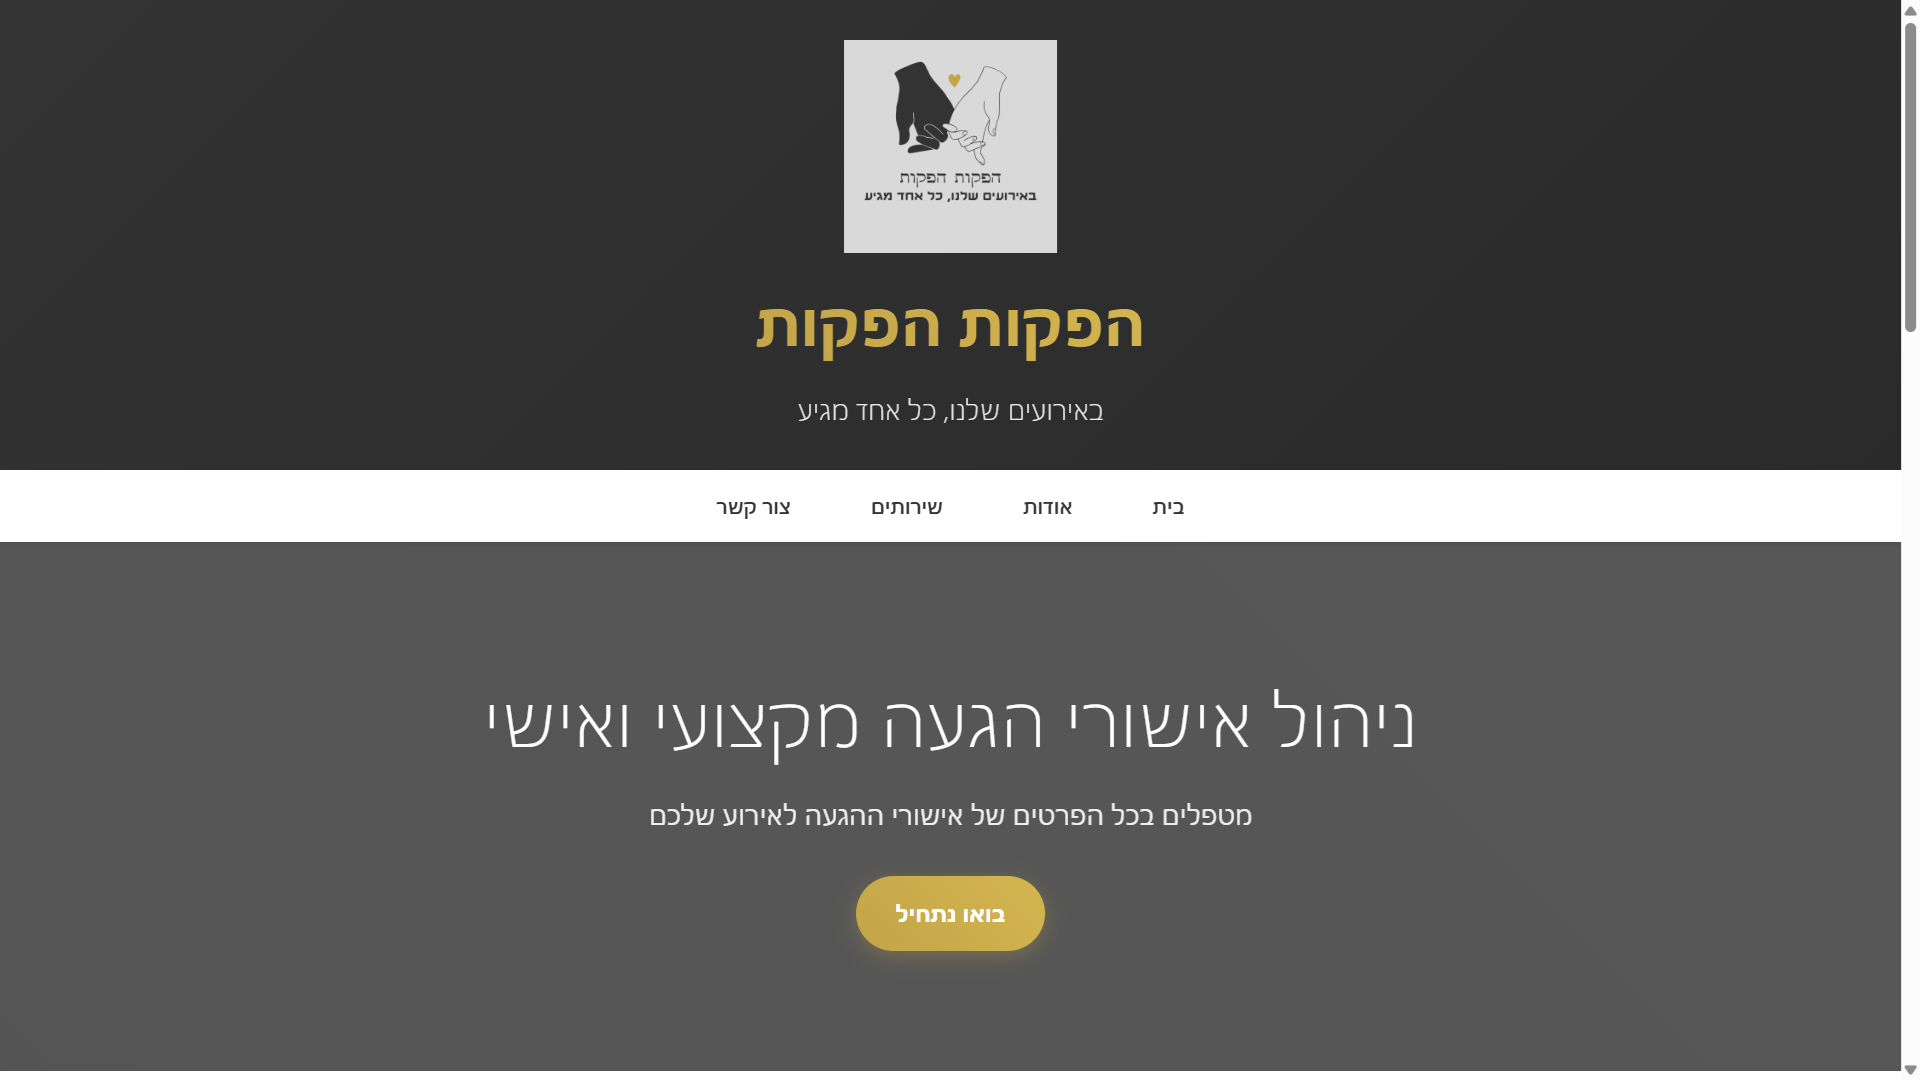 הפקות הפקות
באירועים שלנו, כל אחד מגיע
הפקות הפקות
באירועים שלנו, כל אחד מגיע
בית
אודות
שירותים
צור קשר
ניהול אישורי הגעה מקצועי ואישי
מטפלים בכל הפרטים של אישורי ההגעה לאירוע שלכם
בואו נתחיל